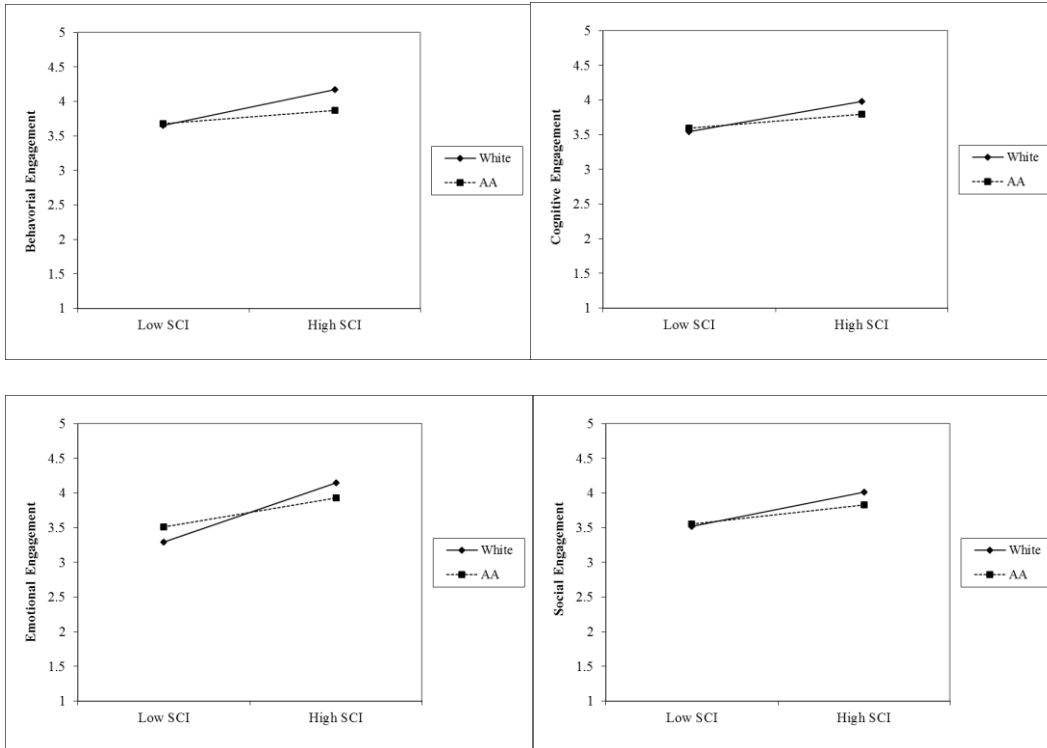 Behavorial Engagement
5
4.5
4
3.5
3
2.5
2
1.5
1
Low SCI
High SCI
White
AA
Cognitive Engagement
5
4.5
4
3.5
3
2.5
2
1.5
1
Low SCI
High SCI
White
AA
Emotional Engagement
5
4.5
4
3.5
3
2.5
2
1.5
1
Low SCI
High SCI
White
AA
Social Engagement
5
4.5
4
3.5
3
2.5
2
1.5
1
Low SCI
High SCI
White
AA